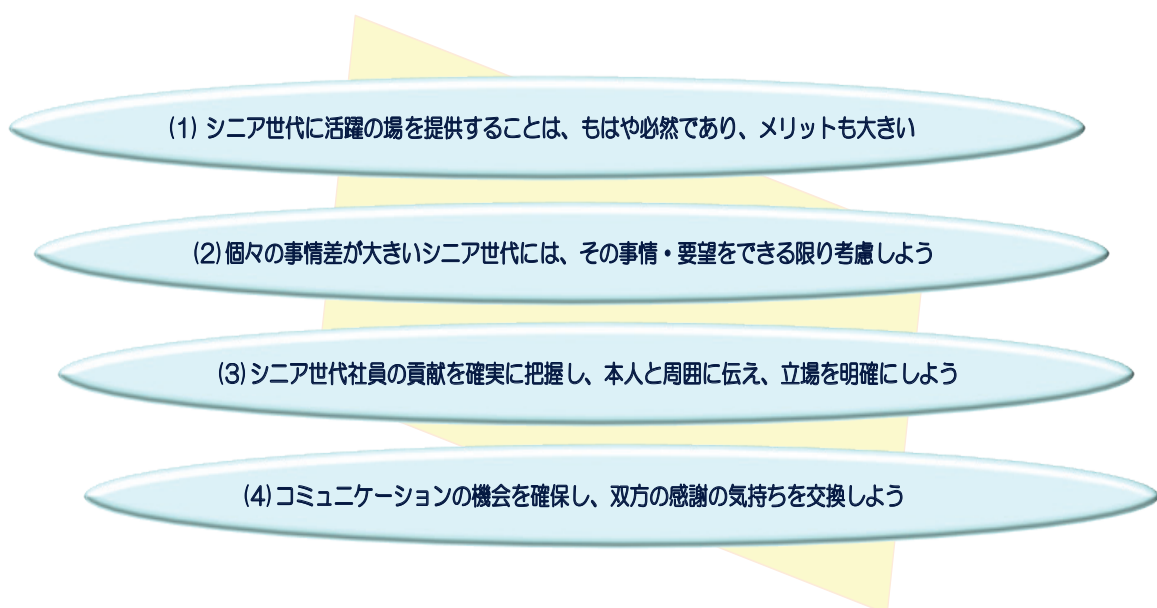 (1) シニア世代に活躍の場を提供することは、もはや必然であり、メリットも大きい
(2)個々の事情差が大きいシニア世代には、その事情・要望をできる限り考慮しよう
(3)シニア世代社員の貢献を確実に把握し、本人と周囲に伝え、立場を明確にしよう
(4)コミュニケーションの機会を確保し、双方の感謝の気持ちを交換しよう